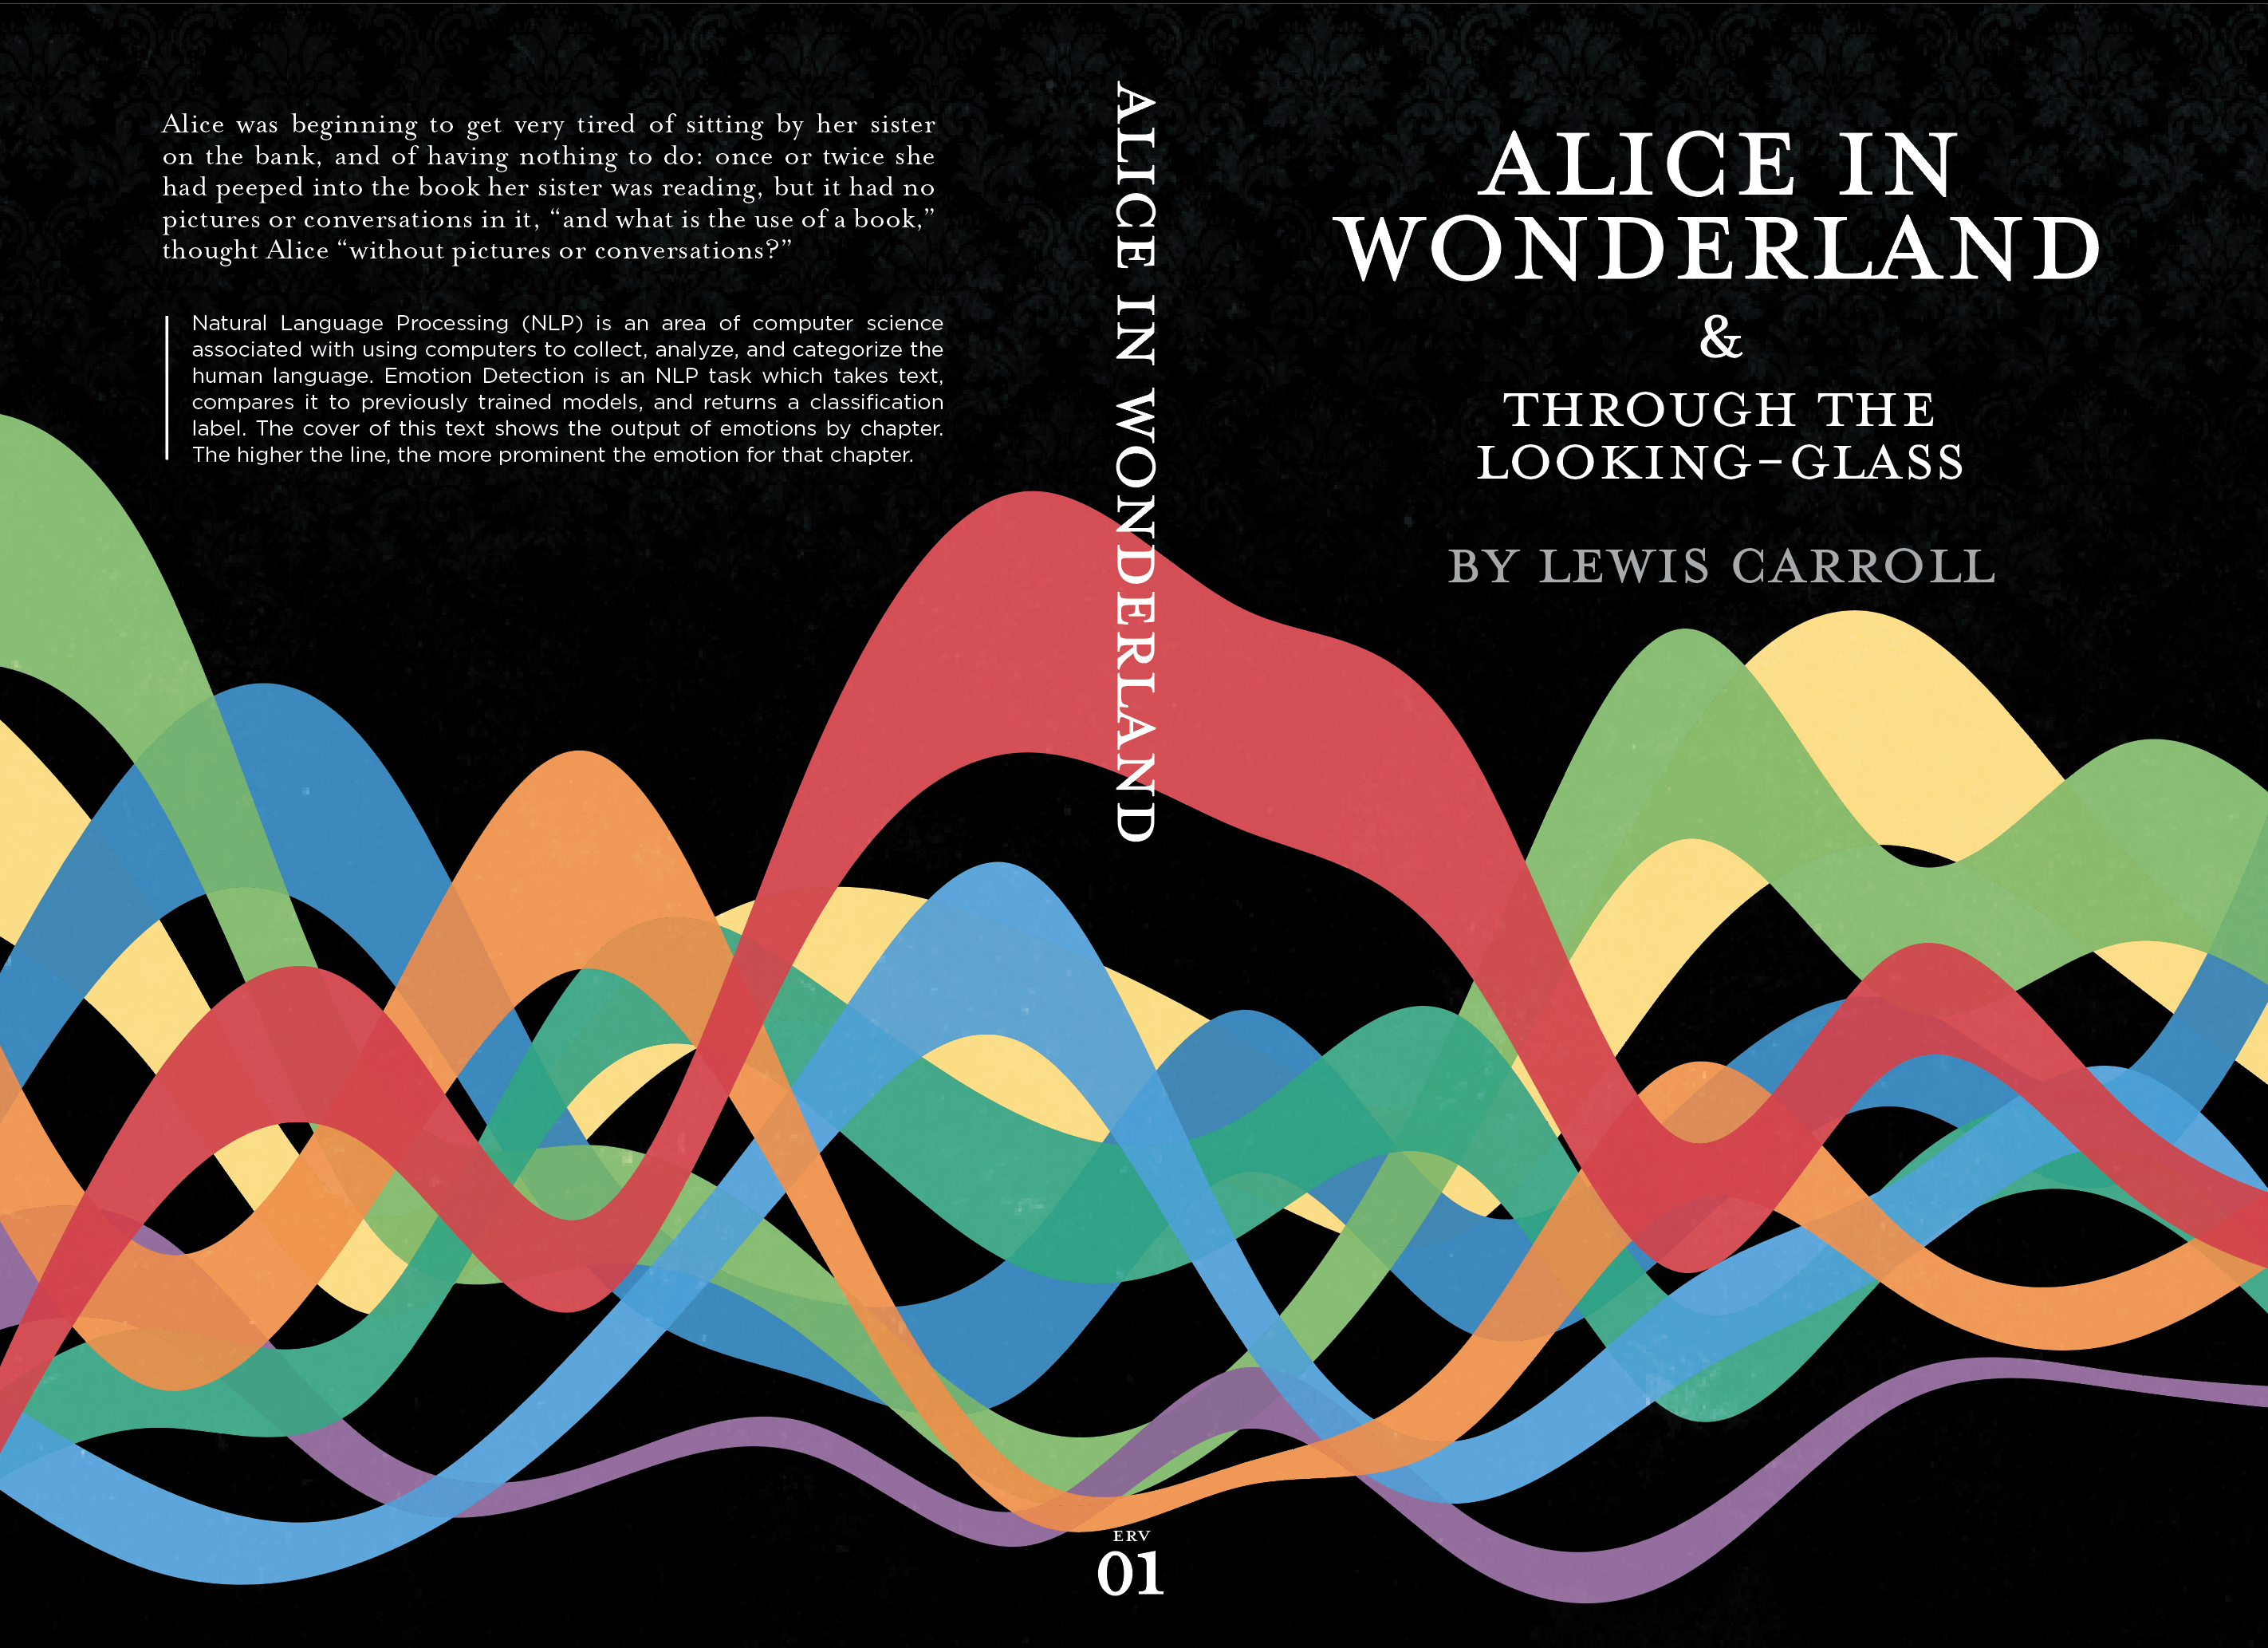 Alice was beginning to get very tired of sitting by her sister
on the bank, and of having nothing to do: once or twice she
had peeped into the book her sister was reading, but it had no
pictures or conversations in it, “and what is the use of a book,”
thought Alice “without pictures or conversations?”
Natural Language Processing (NLP) is an area of computer science
associated with using computers to collect, analyze, and categorize the
human language. Emotion Detection is an NLP task which takes text,
compares it to previously trained models, and returns a classification
label. The cover of this text shows the output of emotions by chapter.
The higher the line, the more prominent the emotion for that chapter.
ALICE IN WONDERLAND
ERV
01
ALICE IN
WONDERLAND
&
THROUGH THE
LOOKING-GLASS
BY LEWIS CARROLL